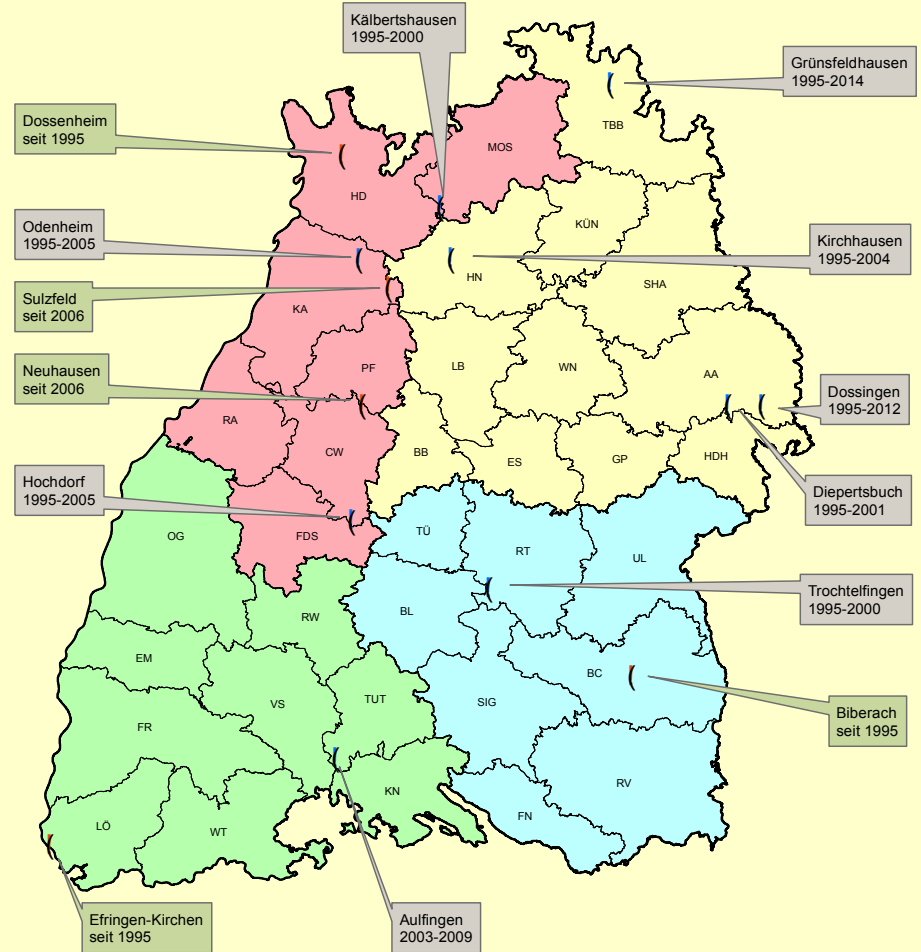 Kälbertshausen
1995-2000
Grünsfeldhausen
1995-2014
Dossenheim
seit 1995
TBB
MOS
HD
KÜN
Odenheim
1995-2005
Kirchhausen
1995-2004
HN
SHA
Sulzfeld
seit 2006
KA
Neuhausen
seit 2006
PF
LB
WN
AA
Dossingen
1995-2012
RA
CW
BB
ES
GP
HDH
Hochdorf
1995-2005
Diepertsbuch
1995-2001
OG
FDS
TÜ
RT
UL
Trochtelfingen
1995-2000
RW
BL
EM
BC
VS
TUT
SIG
FR
Biberach
seit 1995
KN
RV
LÖ
WT
FN
Efringen-Kirchen
seit 1995
Aulfingen
2003-2009